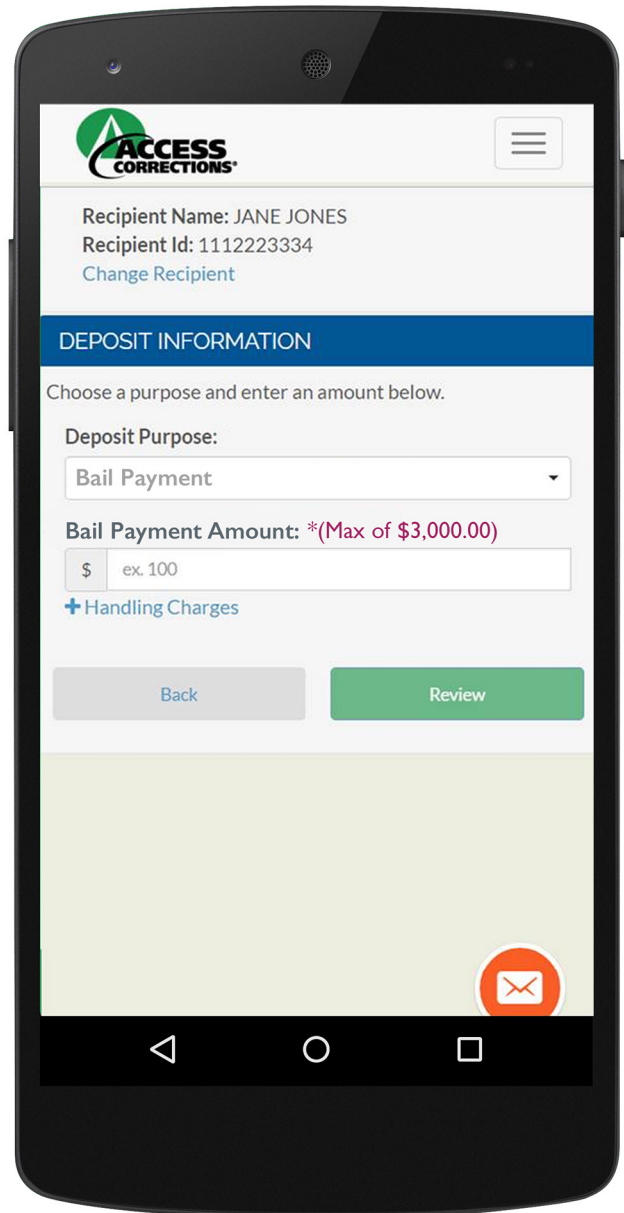 ACCESS
CORRECTIONS®
Recipient Name: JANE JONES
Recipient Id: 1112223334
Change Recipient
DEPOSIT INFORMATION
Choose a purpose and enter an amount below.
Deposit Purpose:
Bail Payment
Bail Payment Amount: *(Max of $3,000.00)
$ ex. 100
+ Handling Charges
Back Review